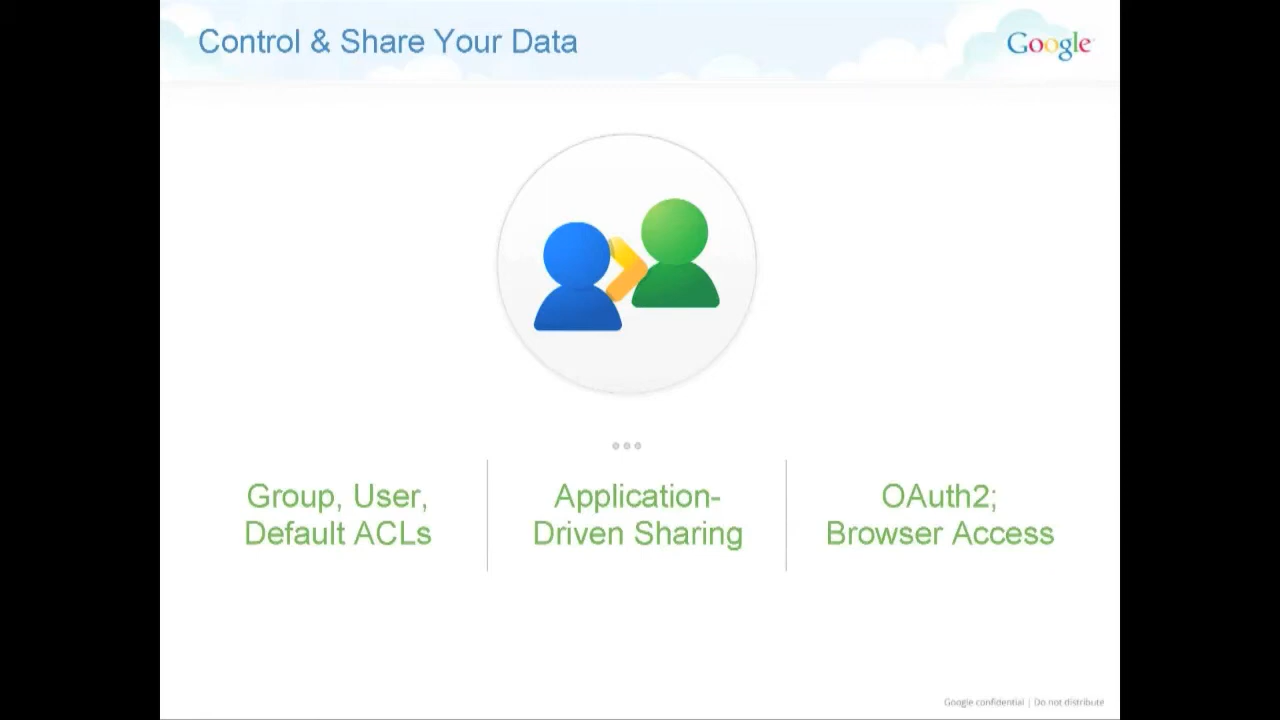 Control & Share Your Data
Google
Group, User,
Default ACLs
Application-
Driven Sharing
OAuth2;
Browser Access
Google confidential | Do not distribute